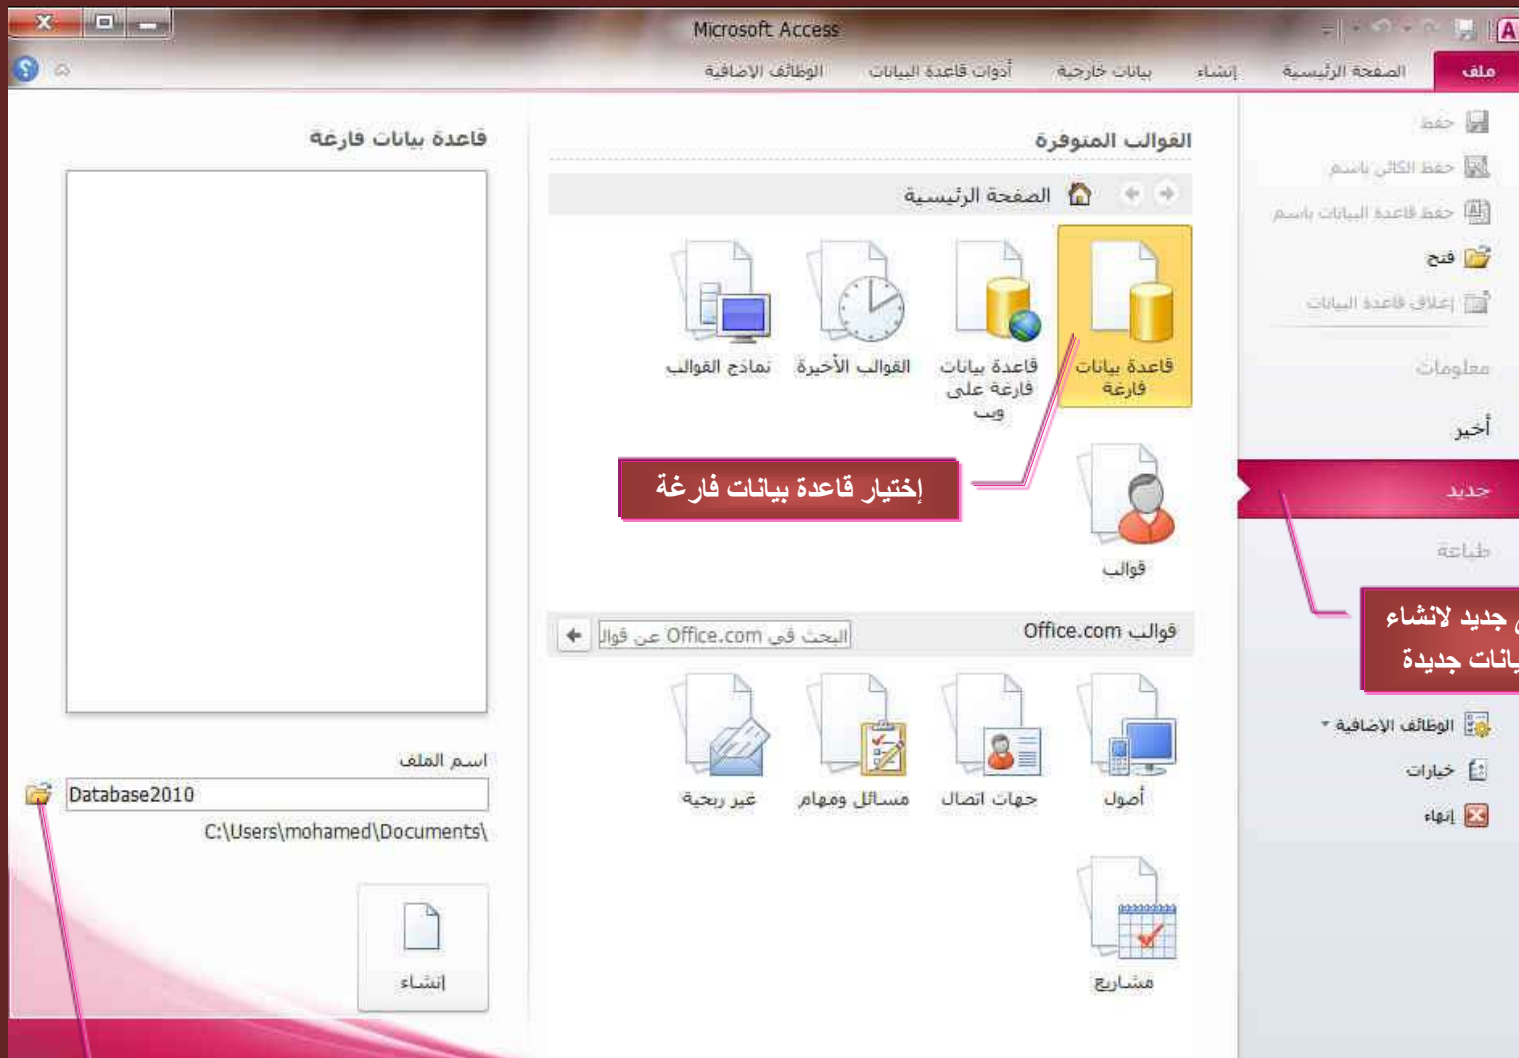 Microsoft Access
ملف
الصفحة الرئيسية
إنشاء
بيانات خارجية
أدوات قاعدة البيانات
الوظائف الإضافية
حفظ
حفظ الكائن باسم
حفظ قاعدة البيانات باسم
فتح
إغلاق قاعدة البيانات
معلومات
أخير
جديد
طباعة
جديد لانشاء
يانات جديدة
الوظائف الإضافية
خيارات
إنهاء
القوالب المتوفرة
الصفحة الرئيسية
قاعدة بيانات
فارغة
قاعدة بيانات
فارغة على
ويب
القوالب الأخيرة
نماذج القوالب
إختيار قاعدة بيانات فارغة
قوالب
قوالب Office.com
البحث في Office.com عن قوال
أصول
جهات اتصال
مسائل ومهام
غير ربحية
مشاريع
قاعدة بيانات فارغة
اسم الملف
Database2010
C:\Users\mohamed\Documents\
إنشاء